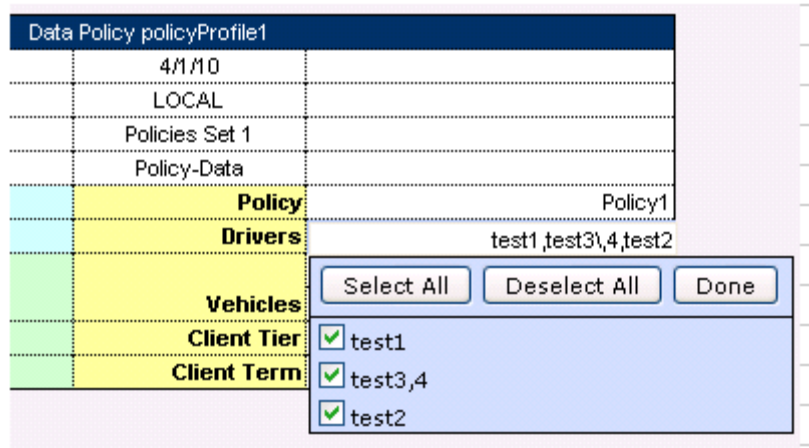 Data Policy policyProfile1
4/1/10
LOCAL
Policies Set 1
Policy-Data
Policy Policy1
Drivers test1,test3\,4,test2
Select All Deselect All Done
Vehicles
Client Tier test1
Client Term test3,4
test2